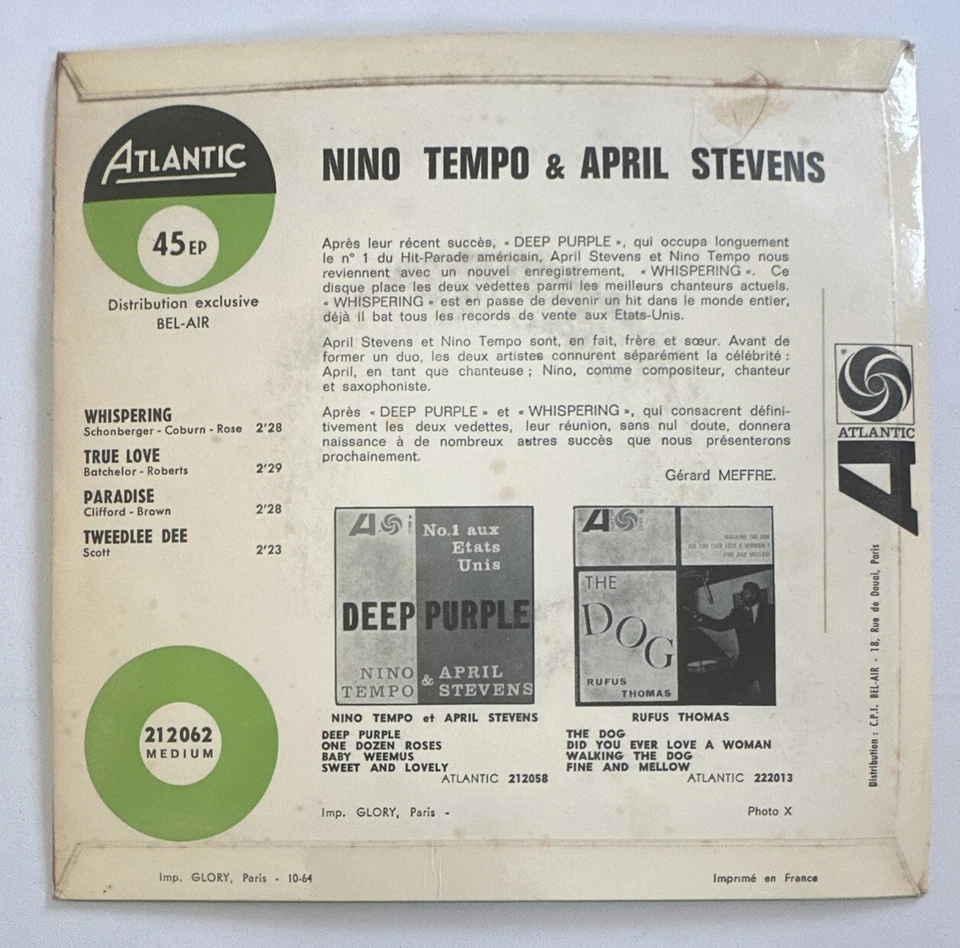 ATLANTIC
45 EP
Distribution exclusive
BEL-AIR
WHISPERING
Schonberger - Coburn - Rose 2'28
TRUE LOVE
Batchelor - Roberts 2'29
PARADISE
Clifford - Brown 2'28
TWEEDLEE DEE
Scott 2'23
212062
MEDIUM
NINO TEMPO & APRIL STEVENS
Après leur récent succès, « DEEP PURPLE », qui occupa longuement
le n° 1 du Hit-Parade américain, April Stevens et Nino Tempo nous
reviennent avec un nouvel enregistrement, « WHISPERING ». Ce
disque place les deux vedettes parmi les meilleurs chanteurs actuels.
« WHISPERING » est en passe de devenir un hit dans le monde entier,
déjà il bat tous les records de vente aux Etats-Unis.
April Stevens et Nino Tempo sont, en fait, frère et sœur. Avant de
former un duo, les deux artistes connurent séparément la célébrité :
April, en tant que chanteuse ; Nino, comme compositeur, chanteur
et saxophoniste.
Après « DEEP PURPLE » et « WHISPERING », qui consacrent défini-
tivement les deux vedettes, leur réunion, sans nul doute, donnera
naissance à de nombreux autres succès que nous présenterons
prochainement.
Gérard MEFFRE.
No.1 aux
Etats
Unis
DEEP PURPLE
NINO TEMPO & APRIL STEVENS
NINO TEMPO et APRIL STEVENS
DEEP PURPLE
ONE DOZEN ROSES
BABY WEEMUS
SWEET AND LOVELY
ATLANTIC 212058
WALKING THE DOG
DID YOU EVER LOVE A WOMAN ?
FINE AND MELLOW
THE
DOG
RUFUS
THOMAS
RUFUS THOMAS
THE DOG
DID YOU EVER LOVE A WOMAN
WALKING THE DOG
FINE AND MELLOW
ATLANTIC 222013
Imp. GLORY, Paris -
Photo X
ATLANTIC
A
Distribution : C.P.I. BEL-AIR - 18, Rue de Douai, Paris
Imp. GLORY, Paris - 10-64
Imprimé en France